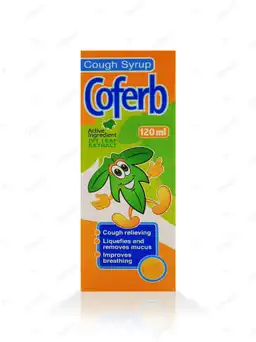 Cough Syrup
Coferb
120 ml
Active
Ingredient
IVY LEAF
EXTRACT
Cough relieving
Liquefies and
removes mucus
Improves
breathing